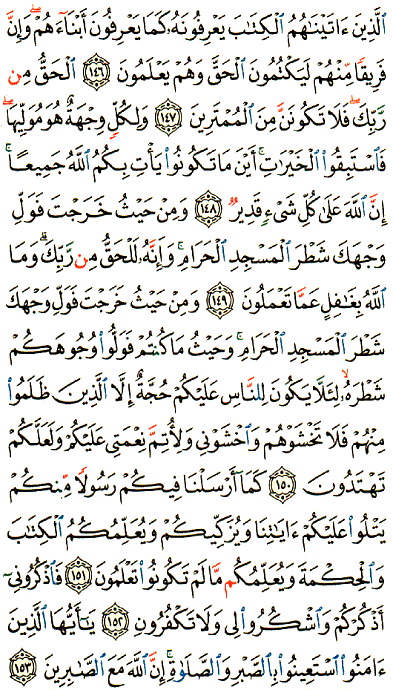 ٱلَّذِينَ ءَاتَيْنَٰهُمُ ٱلْكِتَٰبَ يَعْرِفُونَهُۥ كَمَا يَعْرِفُونَ أَبْنَآءَهُمْ ۖ وَإِنَّ
فَرِيقًا مِّنْهُمْ لَيَكْتُمُونَ ٱلْحَقَّ وَهُمْ يَعْلَمُونَ ١٤٦ ٱلْحَقُّ مِن
رَّبِّكَ ۖ فَلَا تَكُونَنَّ مِنَ ٱلْمُمْتَرِينَ ١٤٧ وَلِكُلٍّ وِجْهَةٌ هُوَ مُوَلِّيهَا ۖ
فَٱسْتَبِقُوا۟ ٱلْخَيْرَٰتِ ۚ أَيْنَ مَا تَكُونُوا۟ يَأْتِ بِكُمُ ٱللَّهُ جَمِيعًا ۚ
إِنَّ ٱللَّهَ عَلَىٰ كُلِّ شَىْءٍ قَدِيرٌ ١٤٨ وَمِنْ حَيْثُ خَرَجْتَ فَوَلِّ
وَجْهَكَ شَطْرَ ٱلْمَسْجِدِ ٱلْحَرَامِ ۖ وَإِنَّهُۥ لَلْحَقُّ مِن رَّبِّكَ ۗ وَمَا
ٱللَّهُ بِغَٰفِلٍ عَمَّا تَعْمَلُونَ ١٤٩ وَمِنْ حَيْثُ خَرَجْتَ فَوَلِّ وَجْهَكَ
شَطْرَ ٱلْمَسْجِدِ ٱلْحَرَامِ ۚ وَحَيْثُ مَا كُنتُمْ فَوَلُّوا۟ وُجُوهَكُمْ
شَطْرَهُۥ لِئَلَّا يَكُونَ لِلنَّاسِ عَلَيْكُمْ حُجَّةٌ إِلَّا ٱلَّذِينَ ظَلَمُوا۟
مِنْهُمْ فَلَا تَخْشَوْهُمْ وَٱخْشَوْنِى وَلِأُتِمَّ نِعْمَتِى عَلَيْكُمْ وَلَعَلَّكُمْ
تَهْتَدُونَ ١٥٠ كَمَآ أَرْسَلْنَا فِيكُمْ رَسُولًا مِّنكُمْ
يَتْلُوا۟ عَلَيْكُمْ ءَايَٰتِنَا وَيُزَكِّيكُمْ وَيُعَلِّمُكُمُ ٱلْكِتَٰبَ
وَٱلْحِكْمَةَ وَيُعَلِّمُكُم مَّا لَمْ تَكُونُوا۟ تَعْلَمُونَ ١٥١ فَٱذْكُرُونِىٓ
أَذْكُرْكُمْ وَٱشْكُرُوا۟ لِى وَلَا تَكْفُرُونِ ١٥٢ يَٰٓأَيُّهَا ٱلَّذِينَ
ءَامَنُوا۟ ٱسْتَعِينُوا۟ بِٱلصَّبْرِ وَٱلصَّلَوٰةِ ۚ إِنَّ ٱللَّهَ مَعَ ٱلصَّٰبِرِينَ ١٥٣